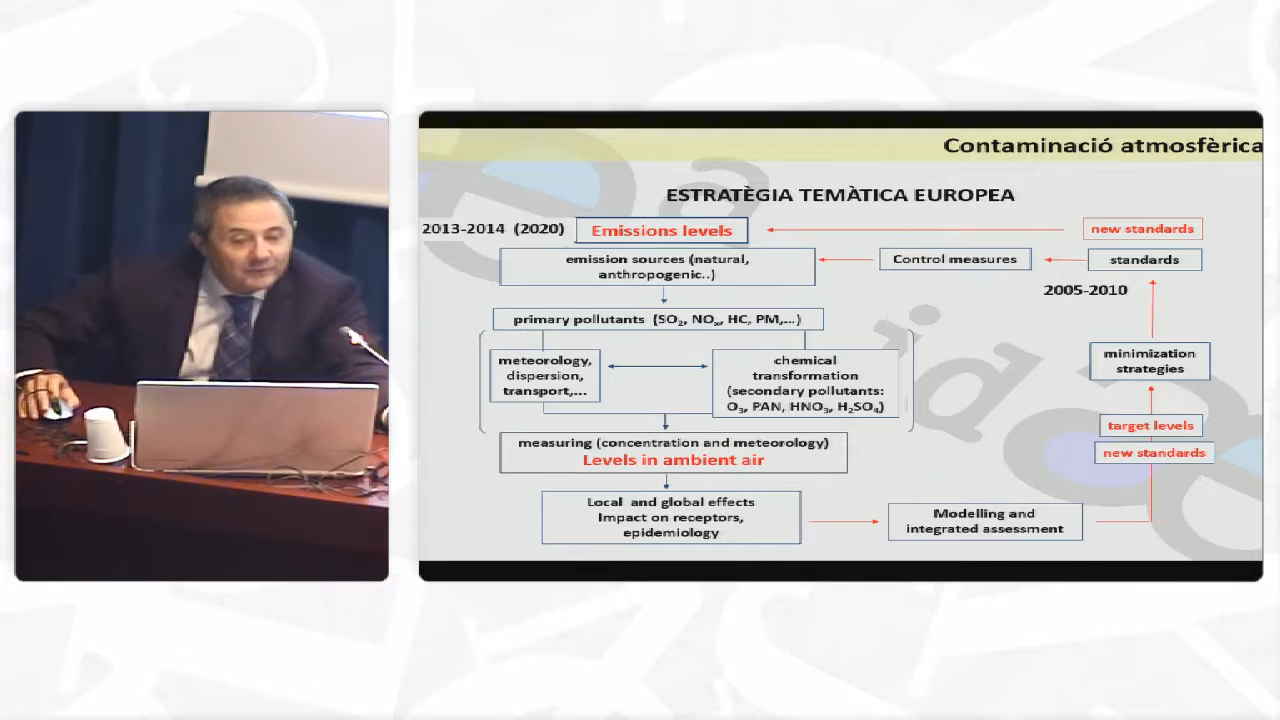 Contaminació atmosfèrica
ESTRATÈGIA TEMÀTICA EUROPEA
2013-2014 (2020)
Emissions levels
new standards
emission sources (natural,
anthropogenic..)
Control measures
standards
2005-2010
primary pollutants (SO₂, NOₓ, HC, PM,...)
meteorology,
dispersion,
transport,...
chemical
transformation
(secondary pollutants:
O₃, PAN, HNO₃, H₂SO₄)
minimization
strategies
target levels
new standards
measuring (concentration and meteorology)
Levels in ambient air
Local and global effects
Impact on receptors,
epidemiology
Modelling and
integrated assessment